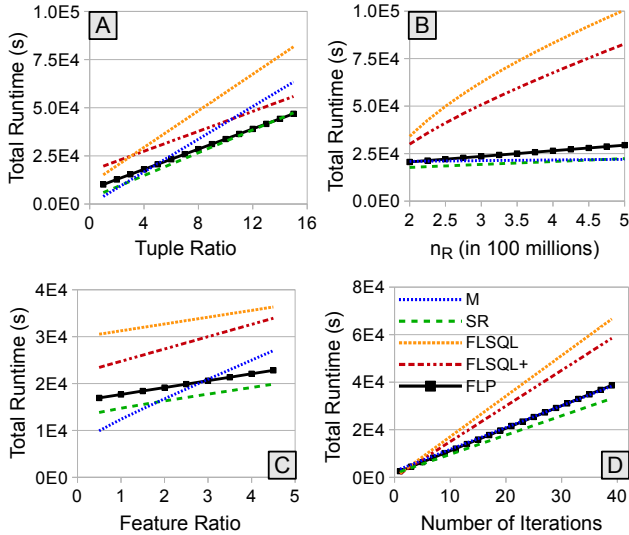 A
Total Runtime (s)
1.0E5
7.5E4
5.0E4
2.5E4
0.0E0
0 4 8 12 16
Tuple Ratio
B
Total Runtime (s)
1.0E5
7.5E4
5.0E4
2.5E4
0.0E0
2 2.5 3 3.5 4 4.5 5
nR (in 100 millions)
C
Total Runtime (s)
4E4
3E4
2E4
1E4
0E0
0 1 2 3 4 5
Feature Ratio
D
Total Runtime (s)
8E4
6E4
4E4
2E4
0E0
0 10 20 30 40
Number of Iterations
M
SR
FLSQL
FLSQL+
FLP